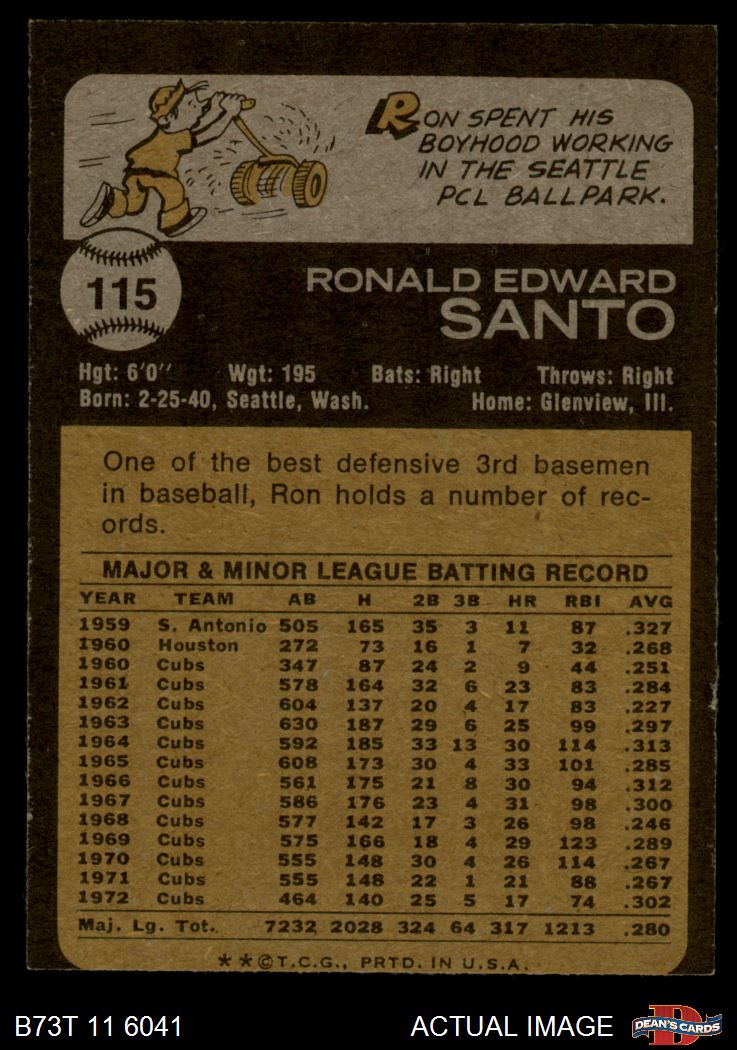 RON SPENT HIS
BOYHOOD WORKING
IN THE SEATTLE
PCL BALLPARK.
115
RONALD EDWARD
SANTO
Hgt: 6'0" Wgt: 195 Bats: Right Throws: Right
Born: 2-25-40, Seattle, Wash. Home: Glenview, Ill.
One of the best defensive 3rd basemen
in baseball, Ron holds a number of rec-
ords.
MAJOR & MINOR LEAGUE BATTING RECORD
YEAR TEAM AB H 2B 3B HR RBI AVG
1959 S. Antonio 505 165 35 3 11 87 .327
1960 Houston 272 73 16 1 7 32 .268
1960 Cubs 347 87 24 2 9 44 .251
1961 Cubs 578 164 32 6 23 83 .284
1962 Cubs 604 137 20 4 17 83 .227
1963 Cubs 630 187 29 6 25 99 .297
1964 Cubs 592 185 33 13 30 114 .313
1965 Cubs 608 173 30 4 33 101 .285
1966 Cubs 561 175 21 8 30 94 .312
1967 Cubs 586 176 23 4 31 98 .300
1968 Cubs 577 142 17 3 26 98 .246
1969 Cubs 575 166 18 4 29 123 .289
1970 Cubs 555 148 30 4 26 114 .267
1971 Cubs 555 148 22 1 21 88 .267
1972 Cubs 464 140 25 5 17 74 .302
Maj. Lg. Tot. 7232 2028 324 64 317 1213 .280
**©T.C.G., PRTD. IN U.S.A.
B73T 11 6041 ACTUAL IMAGE DEAN'S CARDS